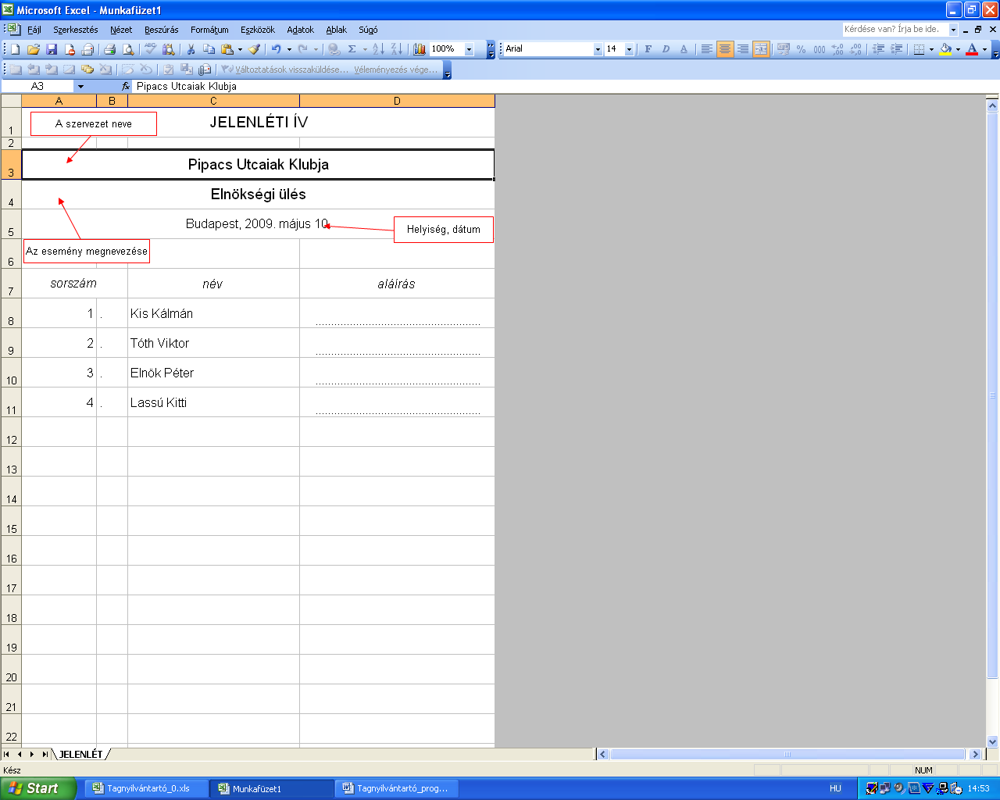 Microsoft Excel - Munkafüzet1
Fájl Szerkesztés Nézet Beszúrás Formátum Eszközök Adatok Ablak Súgó Kérdése van? Írja be ide.
100% Arial 14 F D A
Változtatások visszaküldése... Véleményezés vége...
A3 fx Pipacs Utcaiak Klubja
A B C D
1 A szervezet neve JELENLÉTI ÍV
2
3 Pipacs Utcaiak Klubja
4 Elnökségi ülés
5 Budapest, 2009. május 10. Helyiség, dátum
6 Az esemény megnevezése
7 sorszám név aláírás
8 1 . Kis Kálmán ........................................................
9 2 . Tóth Viktor ........................................................
10 3 . Elnök Péter ........................................................
11 4 . Lassú Kitti ........................................................
12
13
14
15
16
17
18
19
20
21
22
JELENLÉT
Kész NUM
Start Tagnyilvántartó_0.xls Munkafüzet1 Tagnyilvántartó_prog... HU 14:53